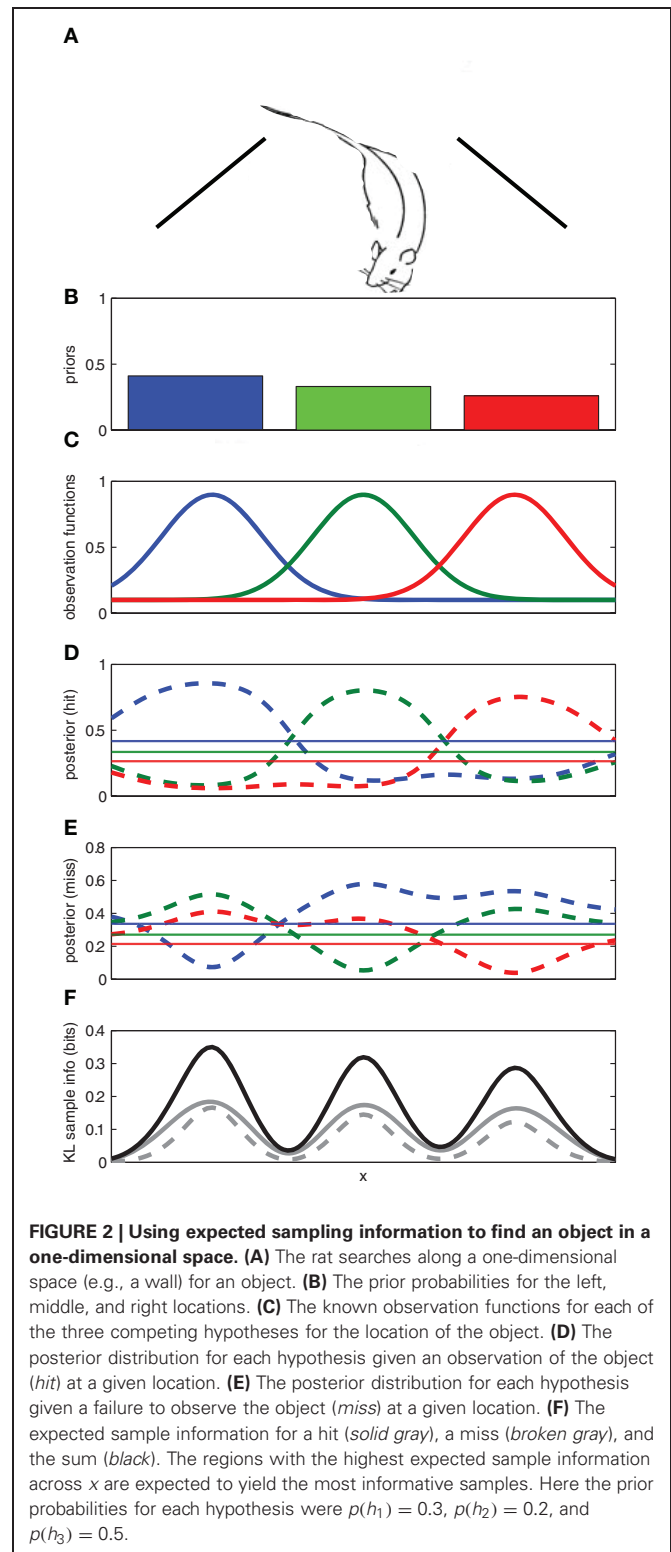 A
B
1
0.5
0
priors
C
1
0.5
0
observation functions
D
1
0.5
0
posterior (hit)
E
0.8
0.6
0.4
0.2
0
posterior (miss)
F
0.4
0.3
0.2
0.1
0
KL sample info (bits)
x
FIGURE 2 | Using expected sampling information to find an object in a
one-dimensional space. (A) The rat searches along a one-dimensional
space (e.g., a wall) for an object. (B) The prior probabilities for the left,
middle, and right locations. (C) The known observation functions for each of
the three competing hypotheses for the location of the object. (D) The
posterior distribution for each hypothesis given an observation of the object
(hit) at a given location. (E) The posterior distribution for each hypothesis
given a failure to observe the object (miss) at a given location. (F) The
expected sample information for a hit (solid gray), a miss (broken gray), and
the sum (black). The regions with the highest expected sample information
across x are expected to yield the most informative samples. Here the prior
probabilities for each hypothesis were p(h₁) = 0.3, p(h₂) = 0.2, and
p(h₃) = 0.5.